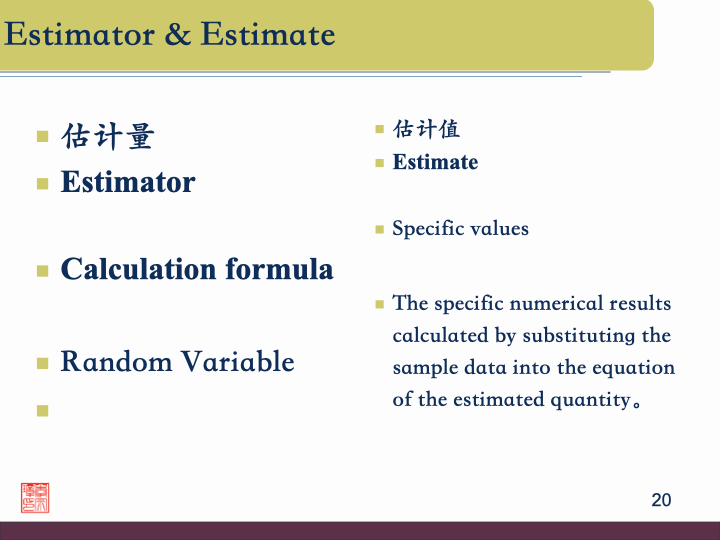 Estimator & Estimate
估计量
Estimator
Calculation formula
Random Variable
估计值
Estimate
Specific values
The specific numerical results
calculated by substituting the
sample data into the equation
of the estimated quantity。
20